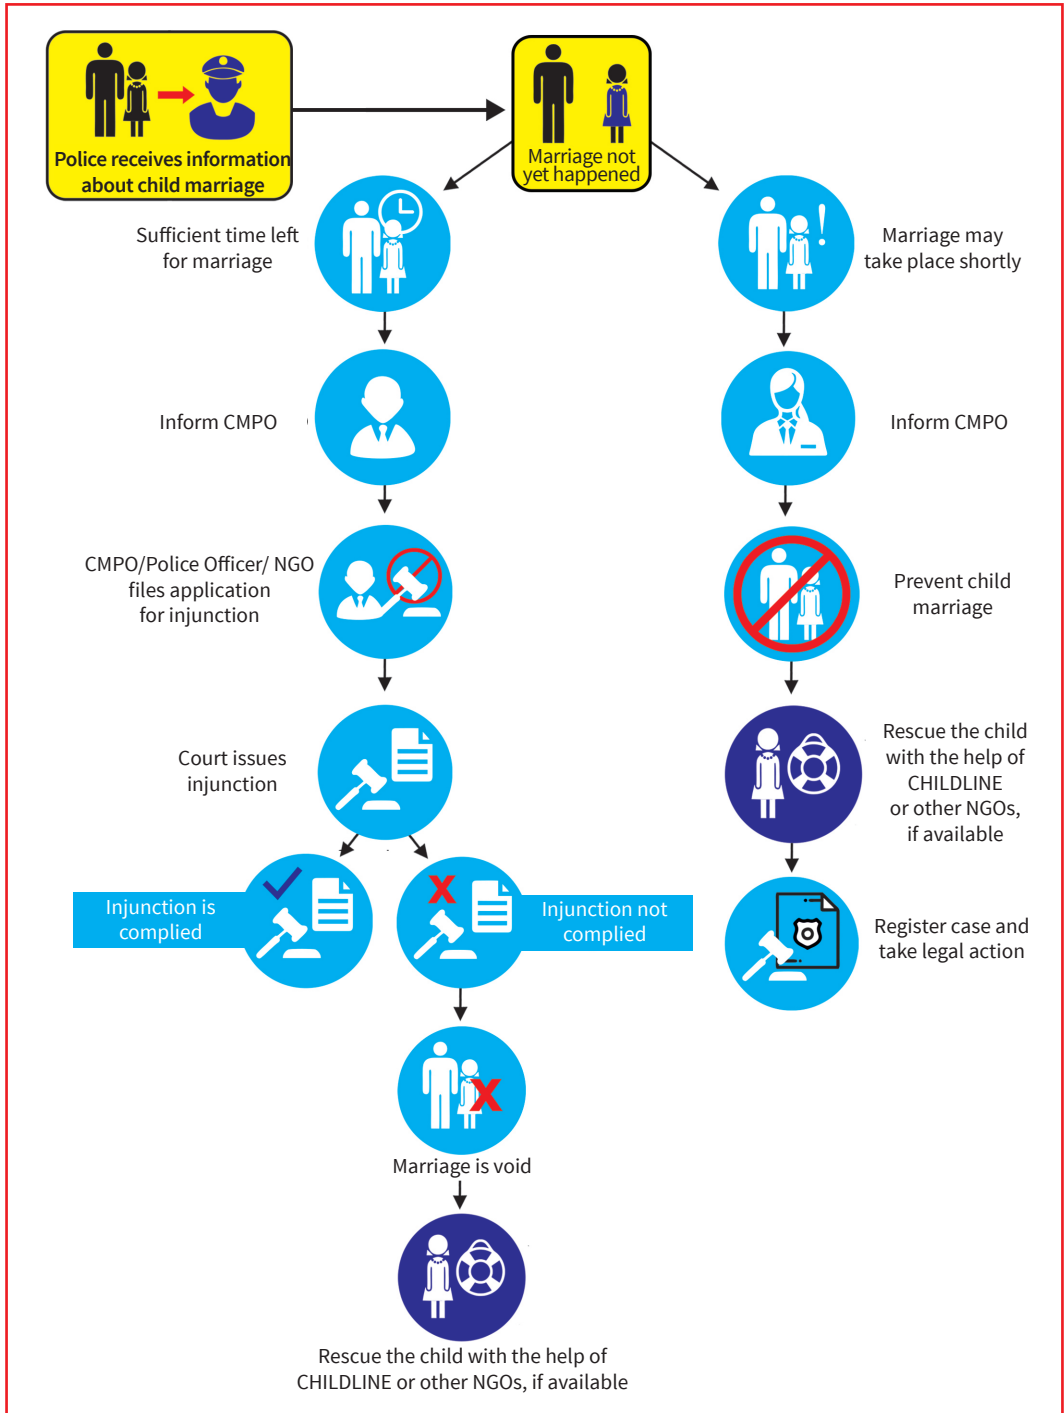 Police receives information
about child marriage
Marriage not
yet happened
Sufficient time left
for marriage
Marriage may
take place shortly
Inform CMPO
Inform CMPO
CMPO/Police Officer/ NGO
files application
for injunction
Prevent child
marriage
Court issues
injunction
Rescue the child
with the help of
CHILDLINE
or other NGOs,
if available
Injunction is
complied
Injunction not
complied
Register case and
take legal action
Marriage is void
Rescue the child with the help of
CHILDLINE or other NGOs, if available